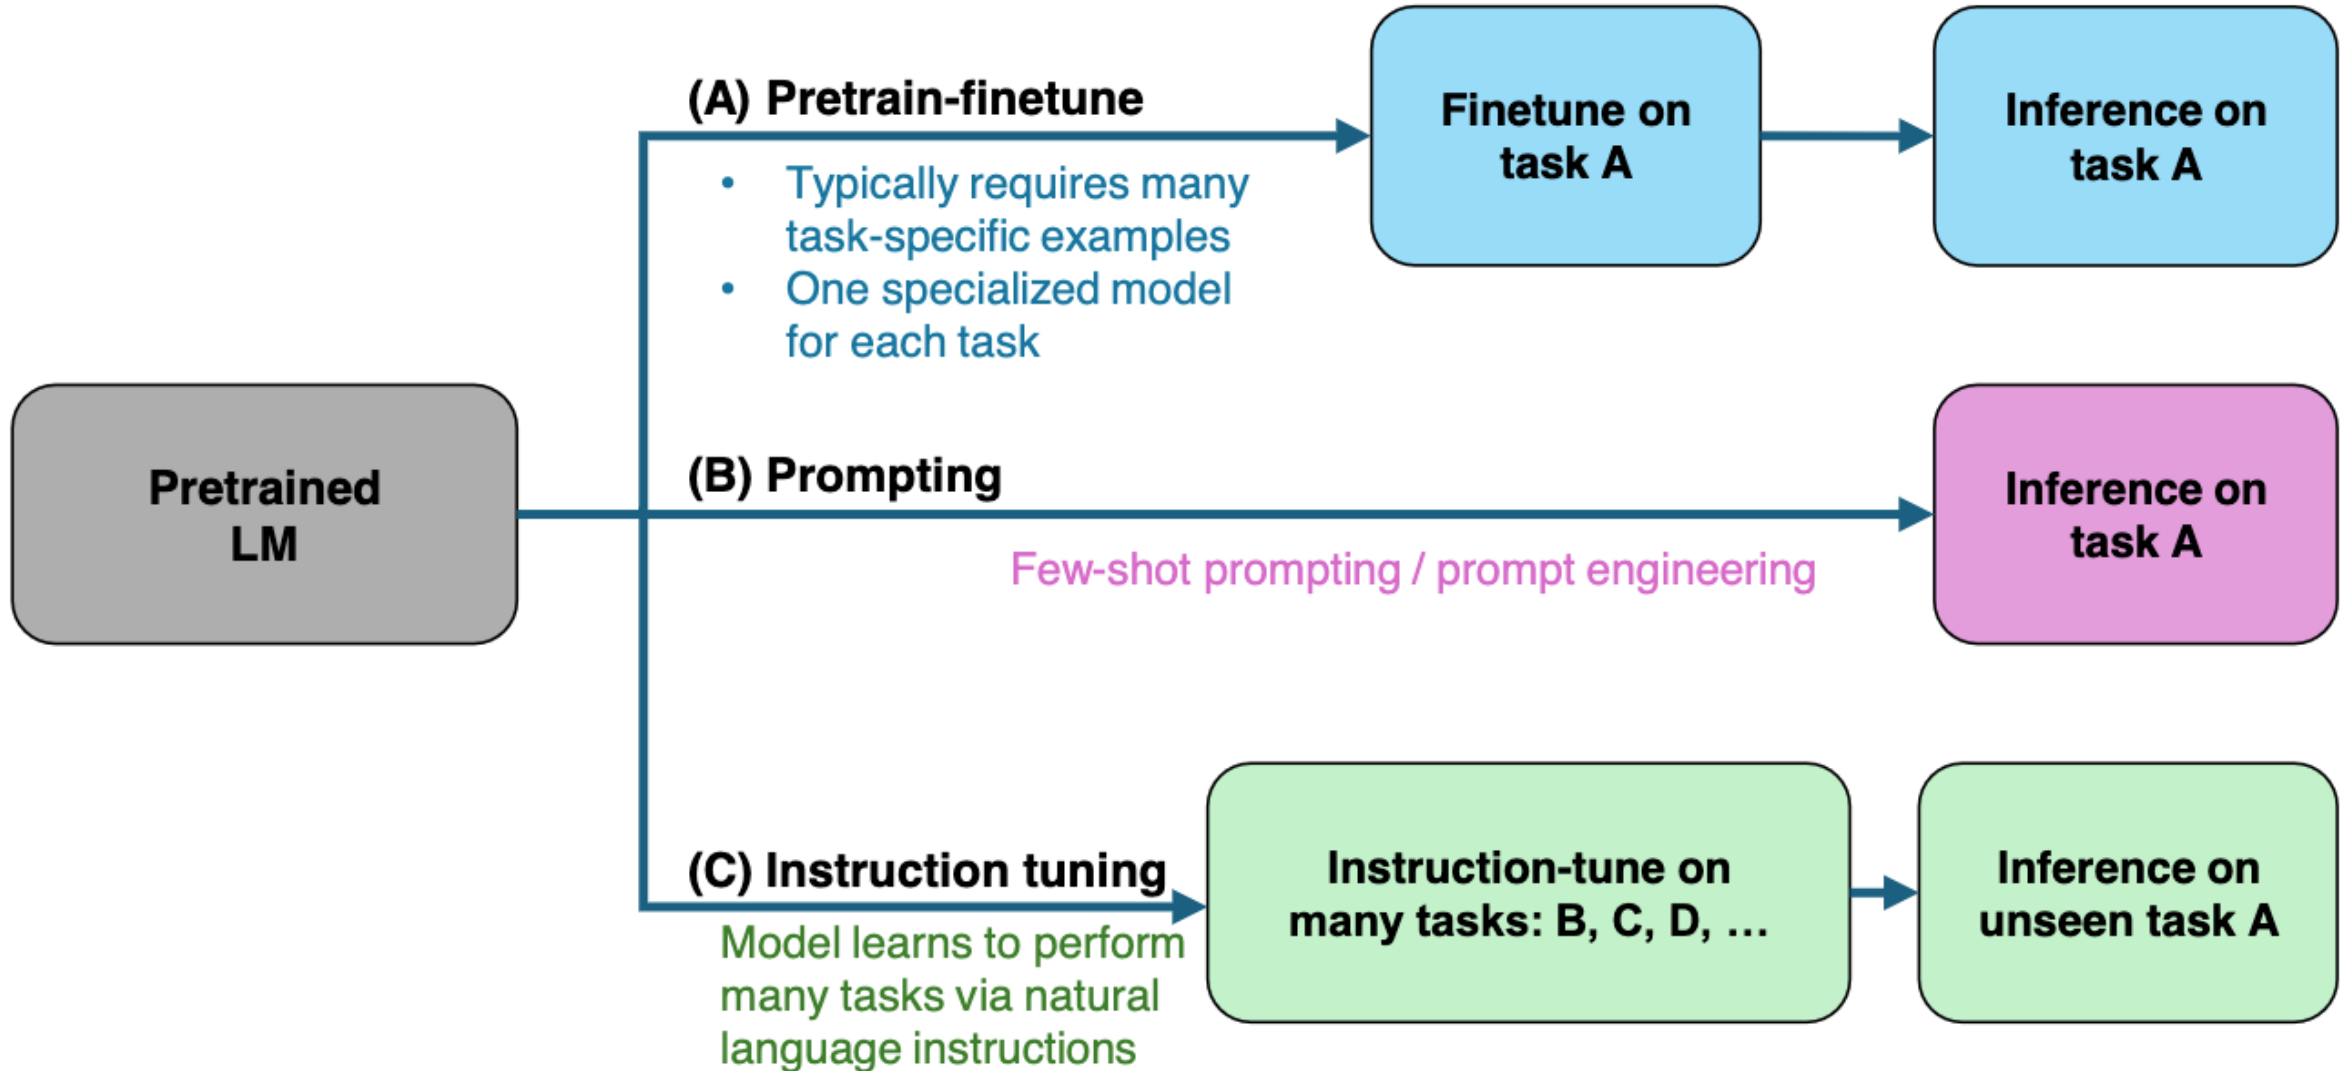 (A) Pretrain-finetune
• Typically requires many
task-specific examples
• One specialized model
for each task
Finetune on
task A
Inference on
task A
Pretrained
LM
(B) Prompting
Few-shot prompting / prompt engineering
Inference on
task A
(C) Instruction tuning
Model learns to perform
many tasks via natural
language instructions
Instruction-tune on
many tasks: B, C, D, ...
Inference on
unseen task A